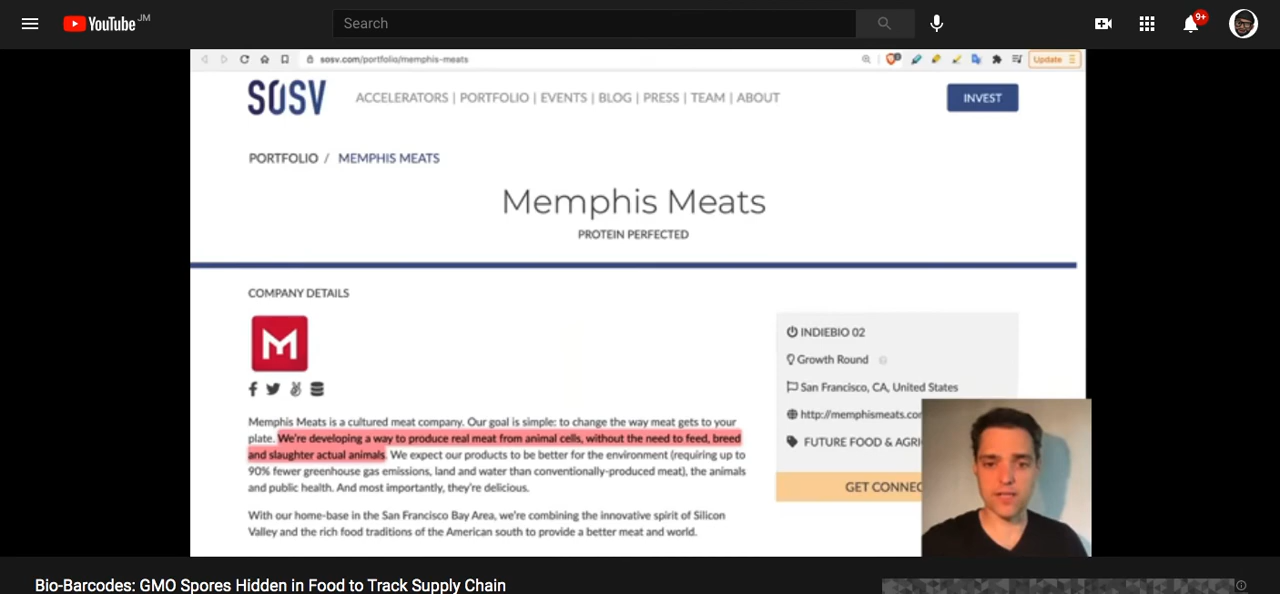 YouTube JM
Search
9+
sosv.com/portfolio/memphis-meats
Update
SOSV
ACCELERATORS | PORTFOLIO | EVENTS | BLOG | PRESS | TEAM | ABOUT
INVEST
PORTFOLIO / MEMPHIS MEATS
Memphis Meats
PROTEIN PERFECTED
COMPANY DETAILS
M
Memphis Meats is a cultured meat company. Our goal is simple: to change the way meat gets to your
plate. We're developing a way to produce real meat from animal cells, without the need to feed, breed
and slaughter actual animals. We expect our products to be better for the environment (requiring up to
90% fewer greenhouse gas emissions, land and water than conventionally-produced meat), the animals
and public health. And most importantly, they're delicious.
With our home-base in the San Francisco Bay Area, we're combining the innovative spirit of Silicon
Valley and the rich food traditions of the American south to provide a better meat and world.
INDIEBIO 02
Growth Round
San Francisco, CA, United States
http://memphismeats.co
FUTURE FOOD & AGRI
GET CONNEC
Bio-Barcodes: GMO Spores Hidden in Food to Track Supply Chain